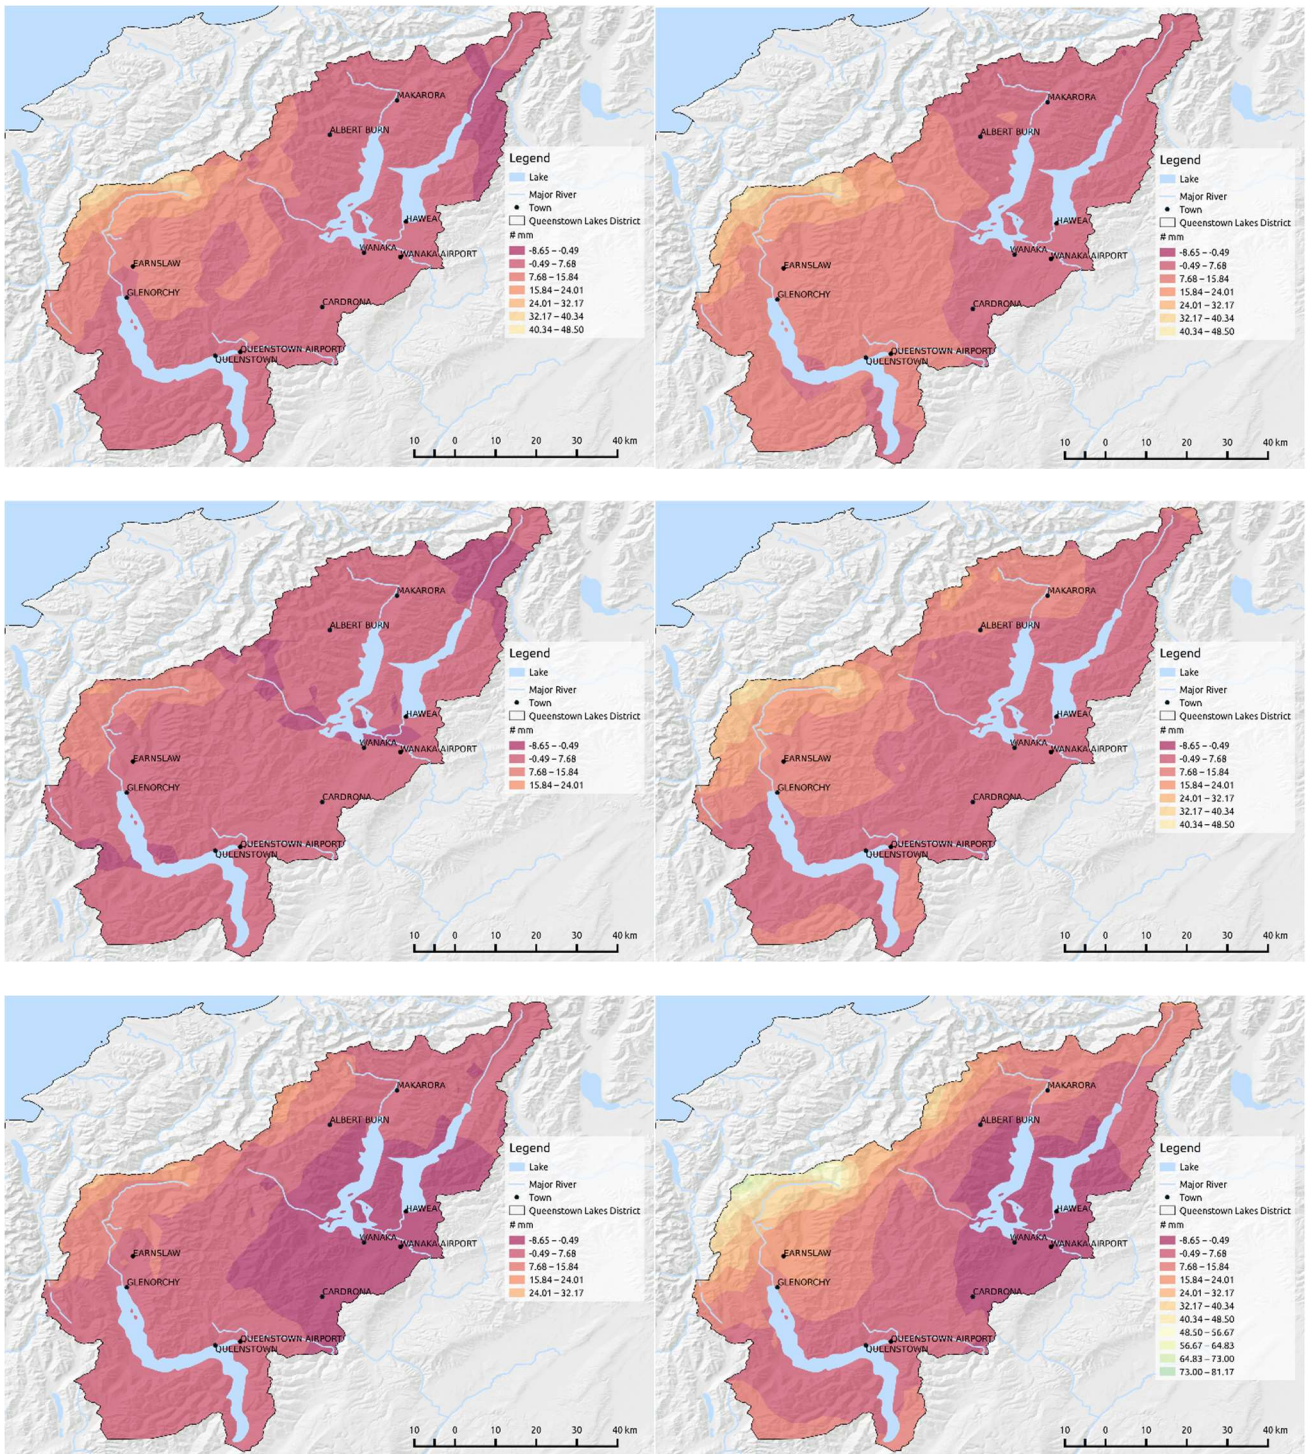 MAKARORA
ALBERT BURN
Legend
Lake
Major River
Town
Queenstown Lakes District
# mm
-8.65 – -0.49
-0.49 – 7.68
7.68 – 15.84
15.84 – 24.01
24.01 – 32.17
32.17 – 40.34
40.34 – 48.50
HAWEA
WANAKA
WANAKA AIRPORT
EARNSLAW
GLENORCHY
CARDRONA
QUEENSTOWN AIRPORT
QUEENSTOWN
10 0 10 20 30 40 km
MAKARORA
ALBERT BURN
Legend
Lake
Major River
Town
Queenstown Lakes District
# mm
-8.65 – -0.49
-0.49 – 7.68
7.68 – 15.84
15.84 – 24.01
24.01 – 32.17
32.17 – 40.34
40.34 – 48.50
HAWEA
WANAKA
WANAKA AIRPORT
EARNSLAW
GLENORCHY
CARDRONA
QUEENSTOWN AIRPORT
QUEENSTOWN
10 0 10 20 30 40 km
MAKARORA
ALBERT BURN
Legend
Lake
Major River
Town
Queenstown Lakes District
# mm
-8.65 – -0.49
-0.49 – 7.68
7.68 – 15.84
15.84 – 24.01
HAWEA
WANAKA
WANAKA AIRPORT
EARNSLAW
GLENORCHY
CARDRONA
QUEENSTOWN AIRPORT
QUEENSTOWN
10 0 10 20 30 40 km
MAKARORA
ALBERT BURN
Legend
Lake
Major River
Town
Queenstown Lakes District
# mm
-8.65 – -0.49
-0.49 – 7.68
7.68 – 15.84
15.84 – 24.01
24.01 – 32.17
32.17 – 40.34
40.34 – 48.50
HAWEA
WANAKA
WANAKA AIRPORT
EARNSLAW
GLENORCHY
CARDRONA
QUEENSTOWN AIRPORT
QUEENSTOWN
10 0 10 20 30 40 km
MAKARORA
ALBERT BURN
Legend
Lake
Major River
Town
Queenstown Lakes District
# mm
-8.65 – -0.49
-0.49 – 7.68
7.68 – 15.84
15.84 – 24.01
24.01 – 32.17
HAWEA
WANAKA
WANAKA AIRPORT
EARNSLAW
GLENORCHY
CARDRONA
QUEENSTOWN AIRPORT
QUEENSTOWN
10 0 10 20 30 40 km
MAKARORA
ALBERT BURN
Legend
Lake
Major River
Town
Queenstown Lakes District
# mm
-8.65 – -0.49
-0.49 – 7.68
7.68 – 15.84
15.84 – 24.01
24.01 – 32.17
32.17 – 40.34
40.34 – 48.50
48.50 – 56.67
56.67 – 64.83
64.83 – 73.00
73.00 – 81.17
HAWEA
WANAKA
WANAKA AIRPORT
EARNSLAW
GLENORCHY
CARDRONA
QUEENSTOWN AIRPORT
QUEENSTOWN
10 0 10 20 30 40 km